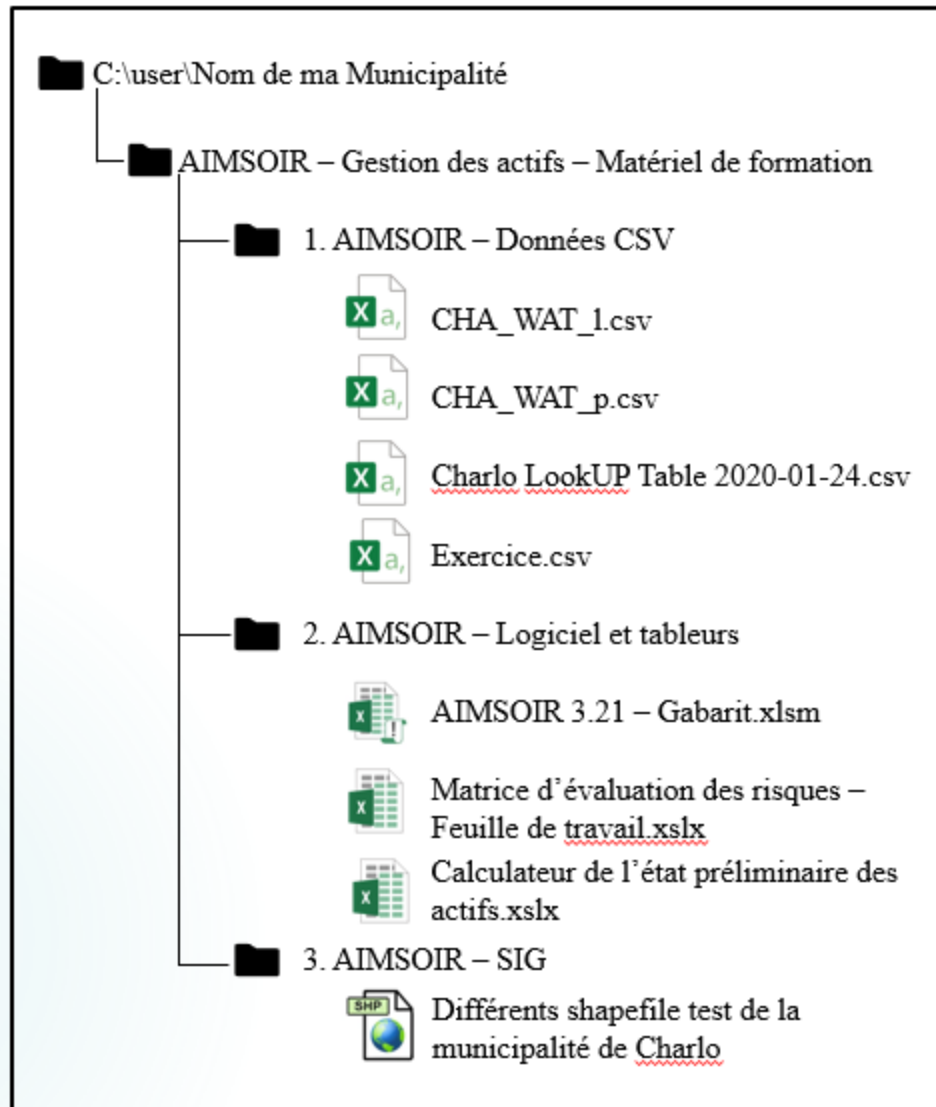 C:\user\Nom de ma Municipalité
AIMSOIR – Gestion des actifs – Matériel de formation
1. AIMSOIR – Données CSV
X a,
CHA_WAT_l.csv
X a,
CHA_WAT_p.csv
X a,
Charlo LookUP Table 2020-01-24.csv
X a,
Exercice.csv
2. AIMSOIR – Logiciel et tableurs
X
AIMSOIR 3.21 – Gabarit.xlsm
X
Matrice d’évaluation des risques –
Feuille de travail.xslx
X
Calculateur de l’état préliminaire des
actifs.xslx
3. AIMSOIR – SIG
SHP
Différents shapefile test de la
municipalité de Charlo